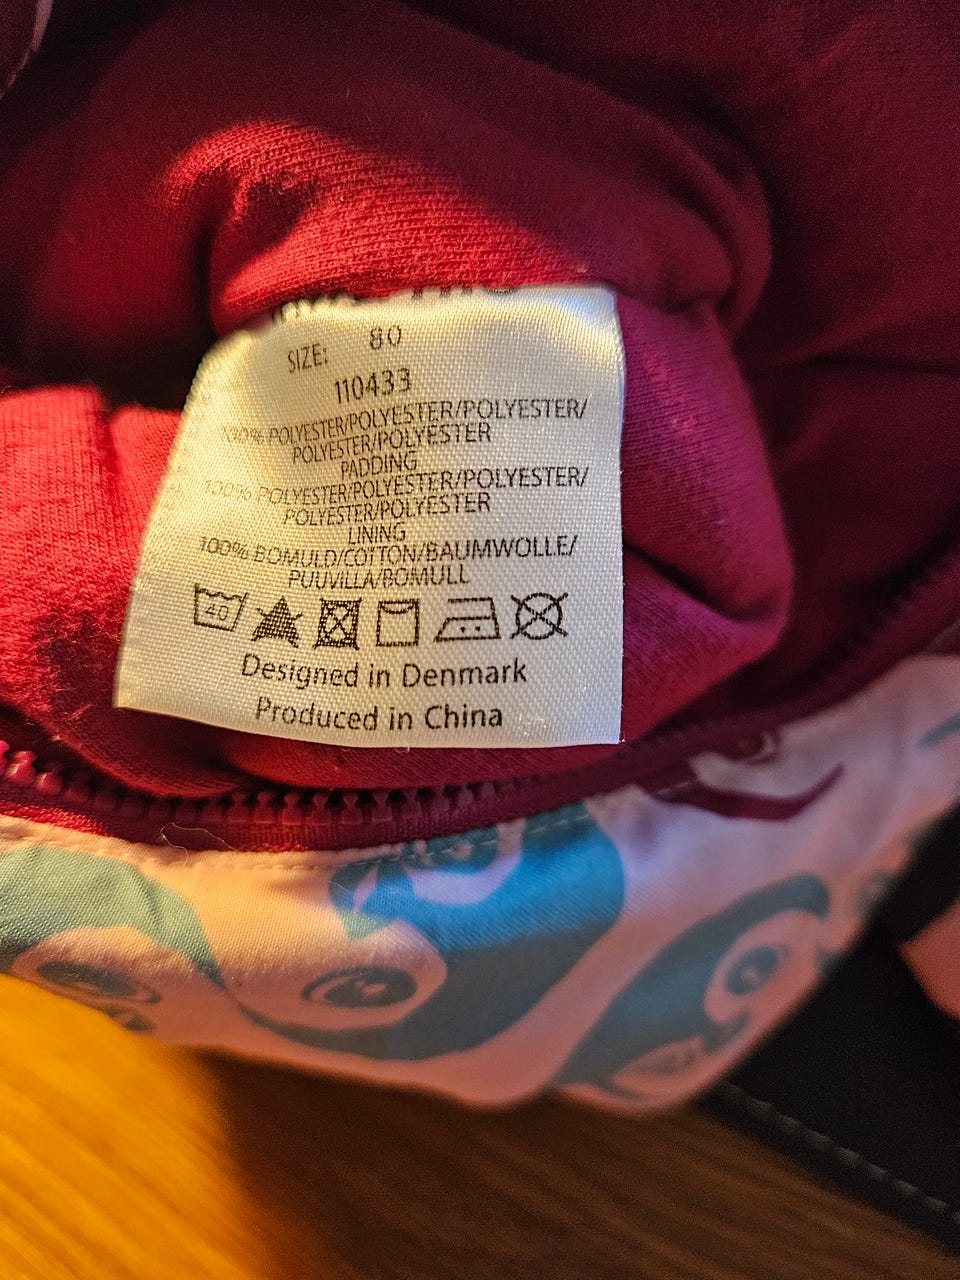 SIZE: 80
110433
100% POLYESTER/POLYESTER/POLYESTER/
POLYESTER/POLYESTER
PADDING
100% POLYESTER/POLYESTER/POLYESTER/
POLYESTER/POLYESTER
LINING
100% BOMULD/COTTON/BAUMWOLLE/
PUUVILLA/BOMULL
40
Designed in Denmark
Produced in China